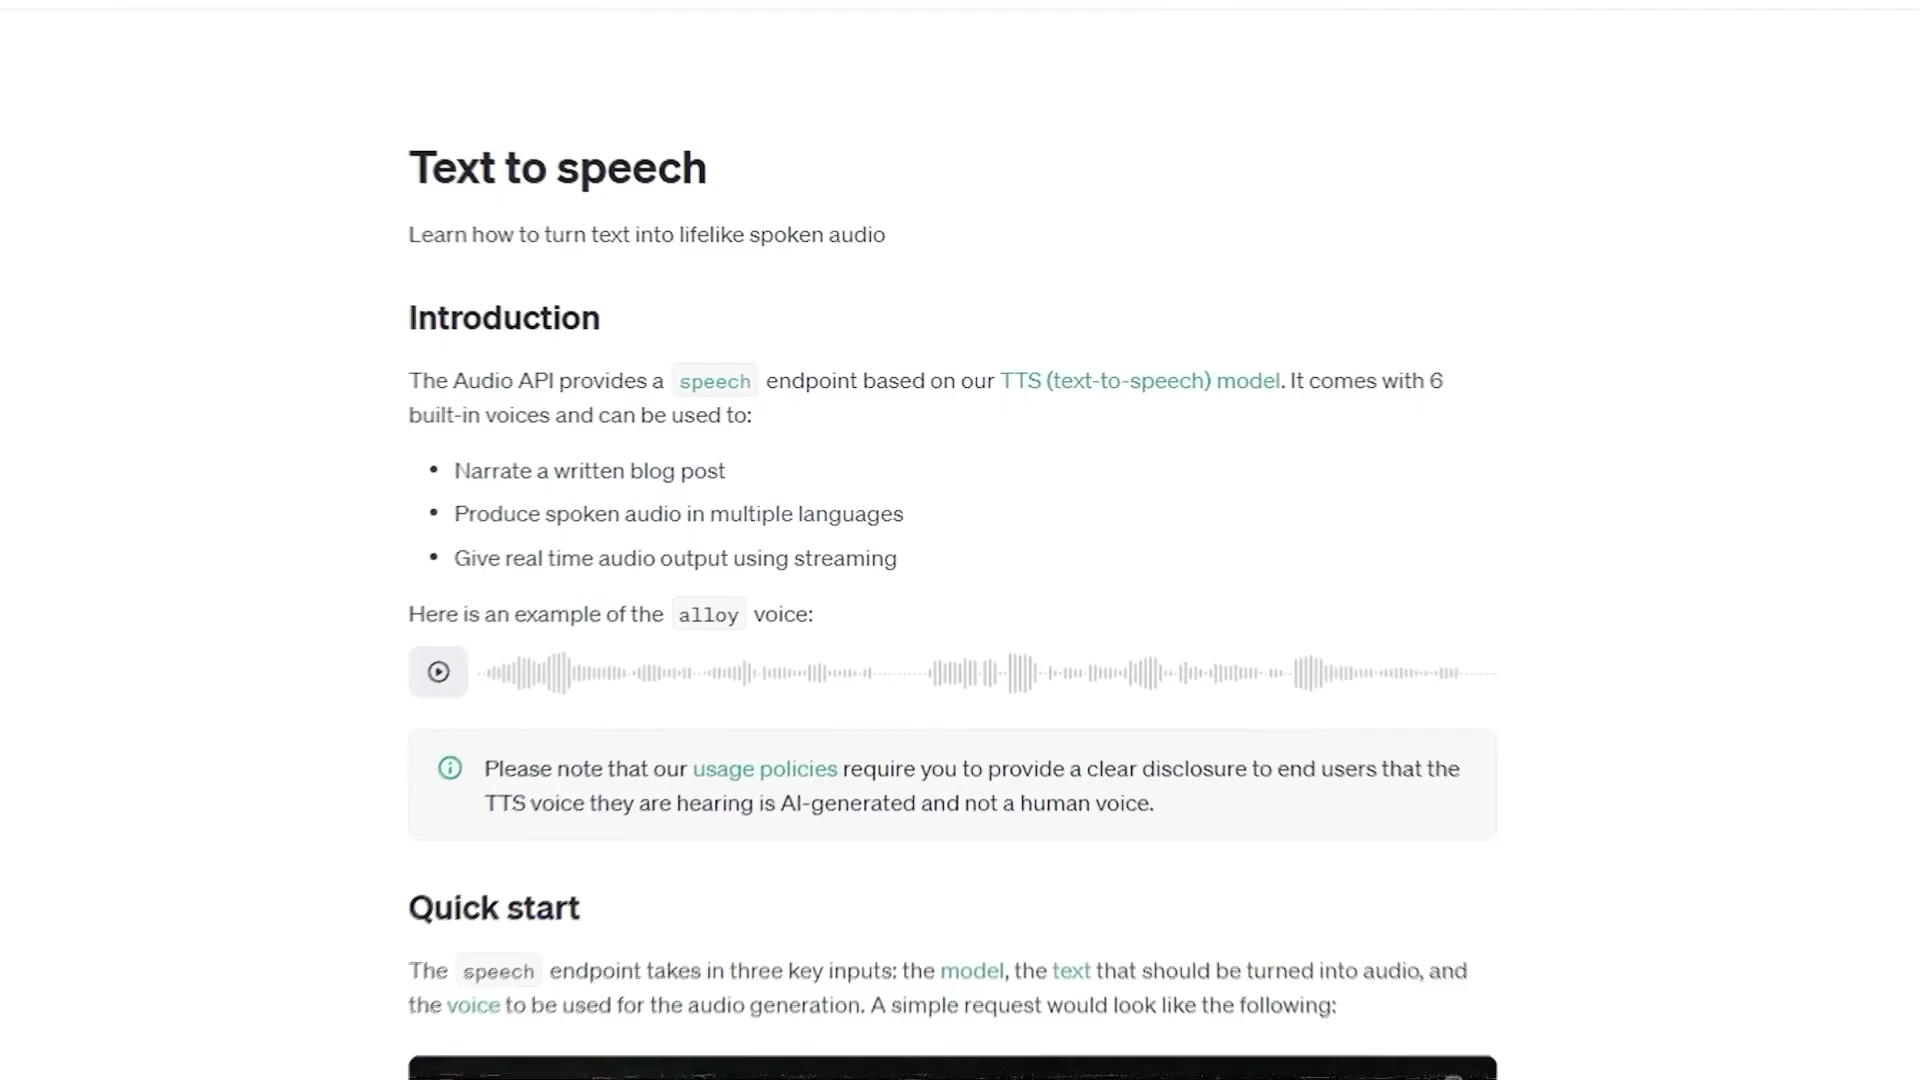 Text to speech
Learn how to turn text into lifelike spoken audio
Introduction
The Audio API provides a speech endpoint based on our TTS (text-to-speech) model. It comes with 6
built-in voices and can be used to:
• Narrate a written blog post
• Produce spoken audio in multiple languages
• Give real time audio output using streaming
Here is an example of the alloy voice:
Please note that our usage policies require you to provide a clear disclosure to end users that the
TTS voice they are hearing is AI-generated and not a human voice.
Quick start
The speech endpoint takes in three key inputs: the model, the text that should be turned into audio, and
the voice to be used for the audio generation. A simple request would look like the following: